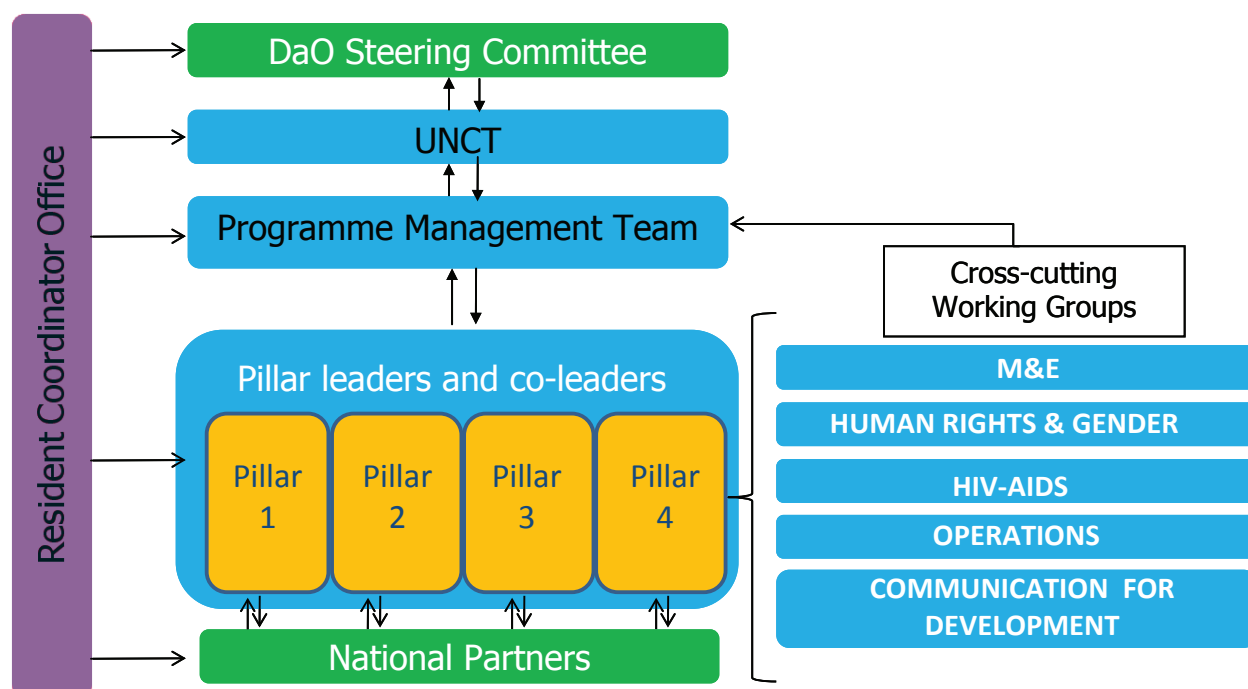 Resident Coordinator Office
DaO Steering Committee
UNCT
Programme Management Team
Cross-cutting
Working Groups
Pillar leaders and co-leaders
Pillar
1
Pillar
2
Pillar
3
Pillar
4
M&E
HUMAN RIGHTS & GENDER
HIV-AIDS
OPERATIONS
COMMUNICATION FOR
DEVELOPMENT
National Partners